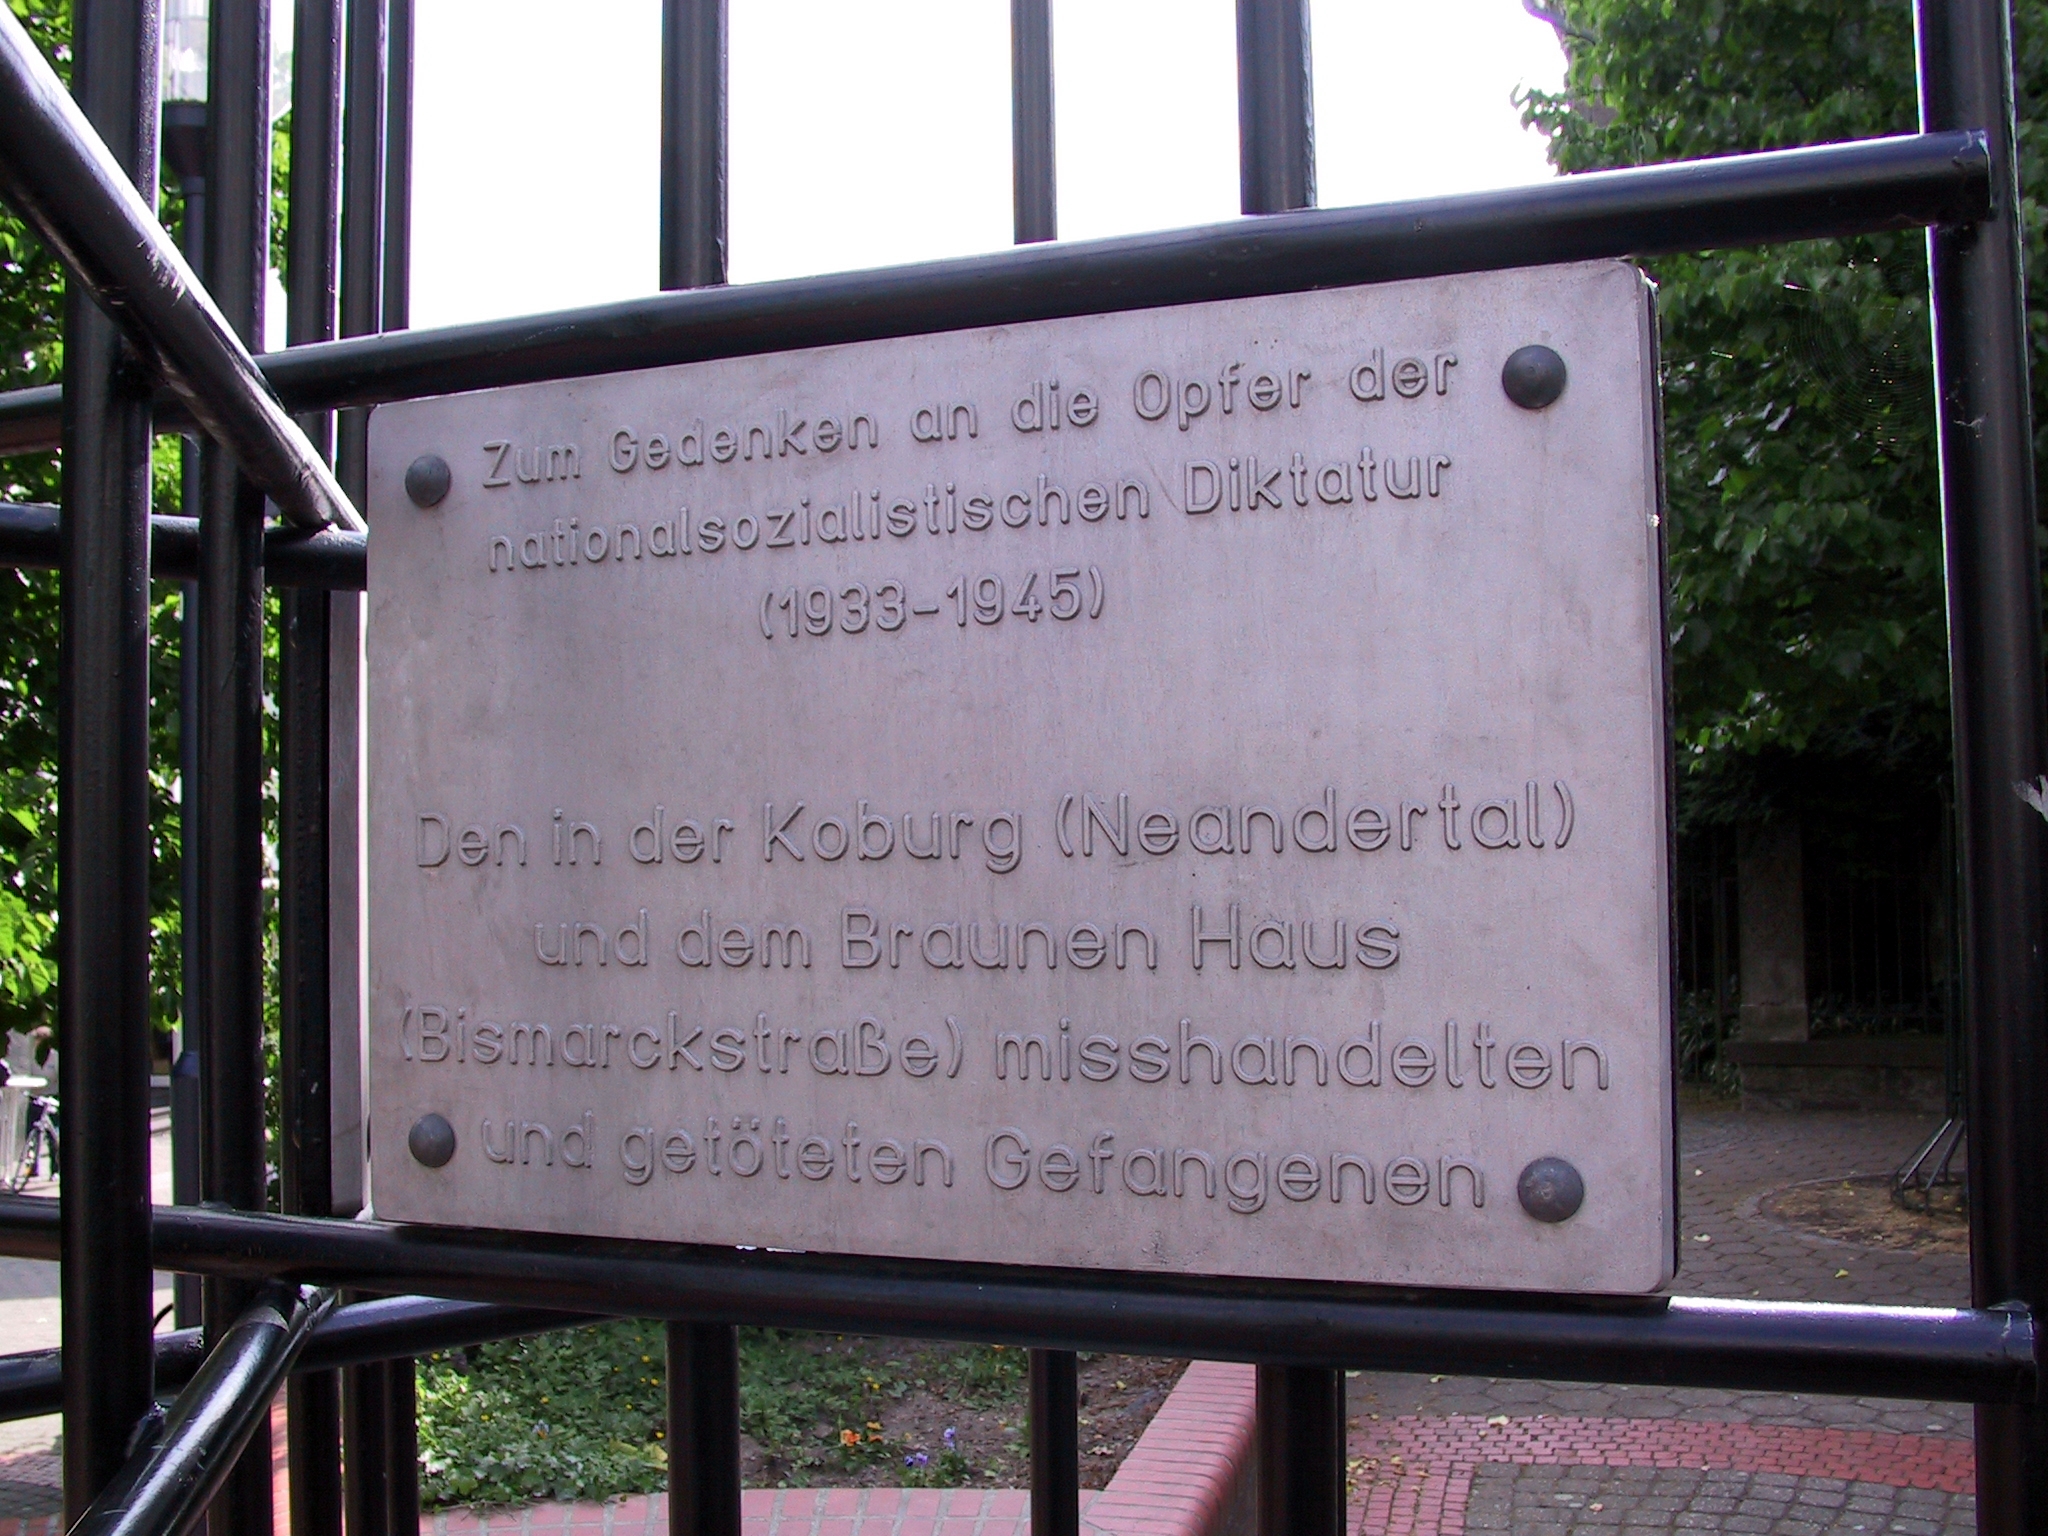 Zum Gedenken an die Opfer der
nationalsozialistischen Diktatur
(1933-1945)
Den in der Koburg (Neandertal)
und dem Braunen Haus
(Bismarckstraße) misshandelten
und getöteten Gefangenen